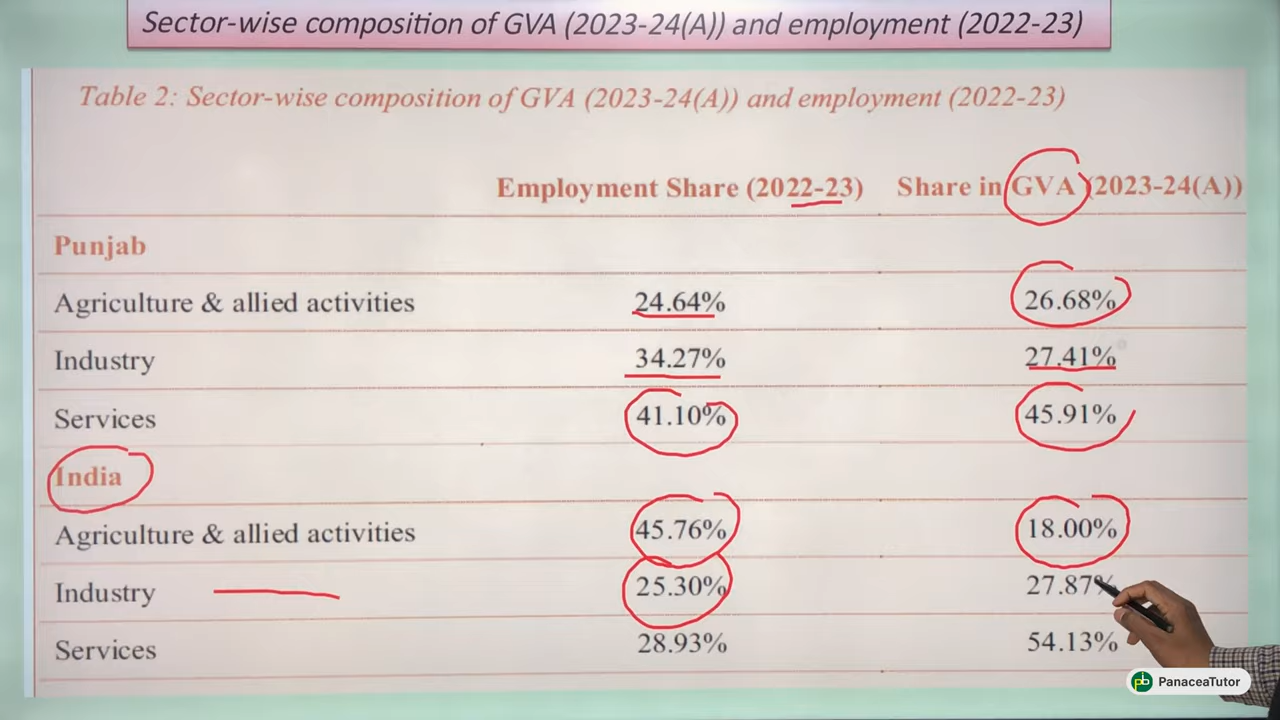 Sector-wise composition of GVA (2023-24(A)) and employment (2022-23)
Table 2: Sector-wise composition of GVA (2023-24(A)) and employment (2022-23)
Employment Share (2022-23) Share in GVA (2023-24(A))
Punjab
Agriculture & allied activities 24.64% 26.68%
Industry 34.27% 27.41%
Services 41.10% 45.91%
India
Agriculture & allied activities 45.76% 18.00%
Industry 25.30% 27.87%
Services 28.93% 54.13%
pb PanaceaTutor